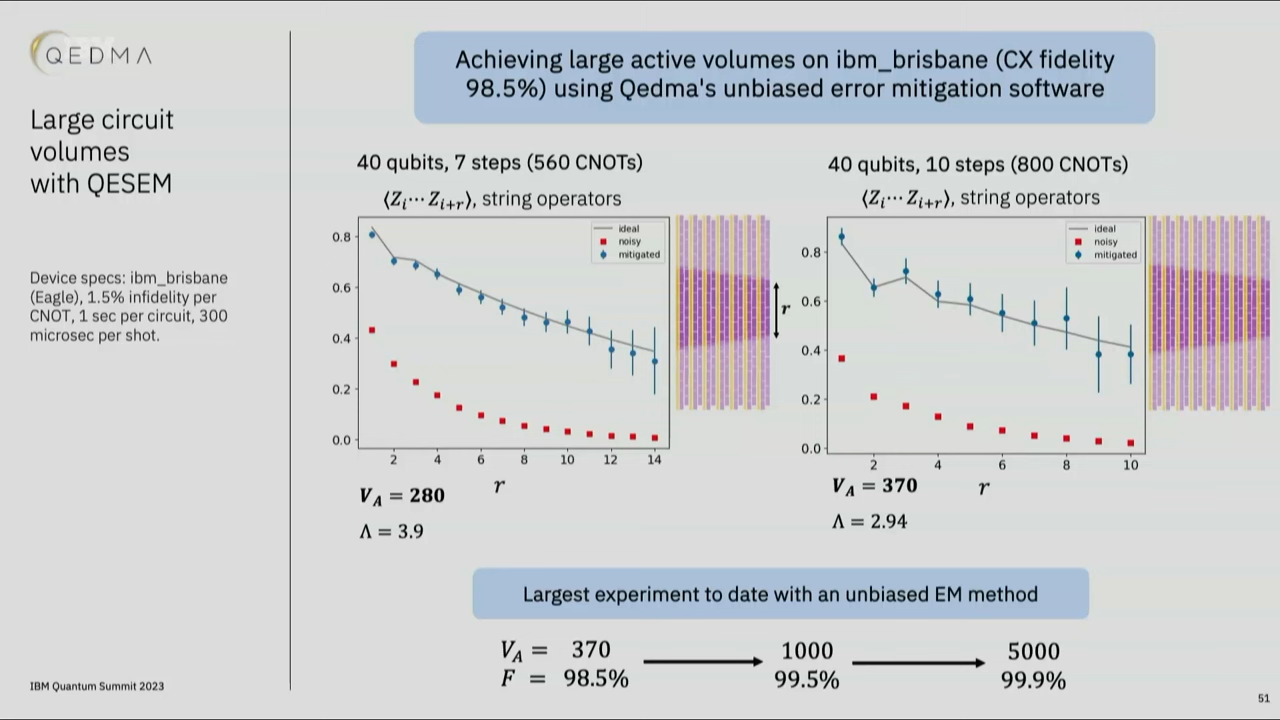 QEDMA
Large circuit
volumes
with QESEM
Device specs: ibm_brisbane
(Eagle), 1.5% infidelity per
CNOT, 1 sec per circuit, 300
microsec per shot.
IBM Quantum Summit 2023
Achieving large active volumes on ibm_brisbane (CX fidelity
98.5%) using Qedma's unbiased error mitigation software
40 qubits, 7 steps (560 CNOTs)
⟨Z_i⋯Z_{i+r}⟩, string operators
ideal
noisy
mitigated
0.8
0.6
0.4
0.2
0.0
2 4 6 8 10 12 14
r
r
V_A = 280
Λ = 3.9
40 qubits, 10 steps (800 CNOTs)
⟨Z_i⋯Z_{i+r}⟩, string operators
ideal
noisy
mitigated
0.8
0.6
0.4
0.2
0.0
2 4 6 8 10
r
V_A = 370
Λ = 2.94
Largest experiment to date with an unbiased EM method
V_A = 370 1000 5000
F = 98.5% 99.5% 99.9%
51